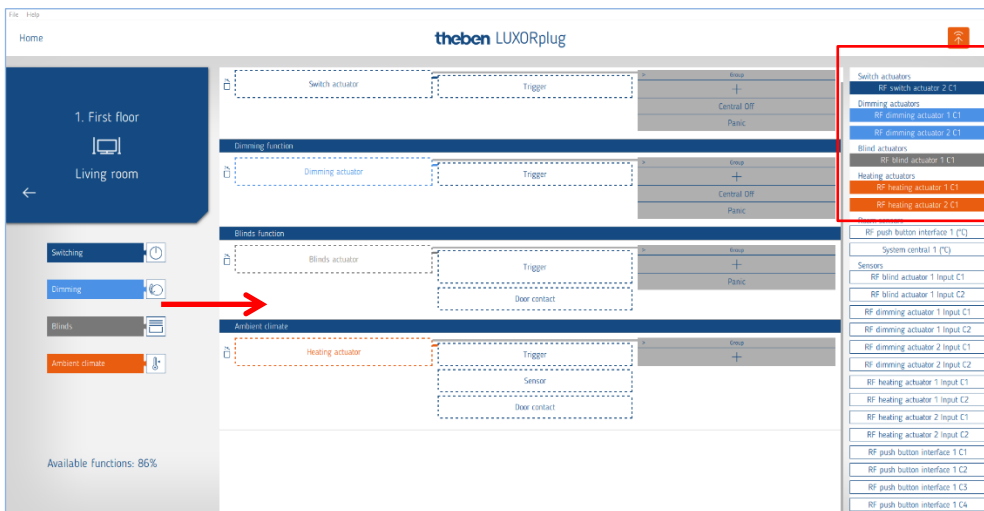 File Help
Home
theben LUXORplug
1. First floor
Living room
Switching
Dimming
Blinds
Ambient climate
Available functions: 86%
Switch actuator
Trigger
Group
+
Central Off
Panic
Dimming function
Dimming actuator
Trigger
Group
+
Central Off
Panic
Blinds function
Blinds actuator
Trigger
Door contact
Group
+
Panic
Ambient climate
Heating actuator
Trigger
Sensor
Door contact
Group
+
Switch actuators
RF switch actuator 2 C1
Dimming actuators
RF dimming actuator 1 C1
RF dimming actuator 2 C1
Blind actuators
RF blind actuator 1 C1
Heating actuators
RF heating actuator 1 C1
RF heating actuator 2 C1
Room sensors
RF push button interface 1 (°C)
System central 1 (°C)
Sensors
RF blind actuator 1 Input C1
RF blind actuator 1 Input C2
RF dimming actuator 1 Input C1
RF dimming actuator 1 Input C2
RF dimming actuator 2 Input C1
RF dimming actuator 2 Input C2
RF heating actuator 1 Input C1
RF heating actuator 1 Input C2
RF heating actuator 2 Input C1
RF heating actuator 2 Input C2
RF push button interface 1 C1
RF push button interface 1 C2
RF push button interface 1 C3
RF push button interface 1 C4